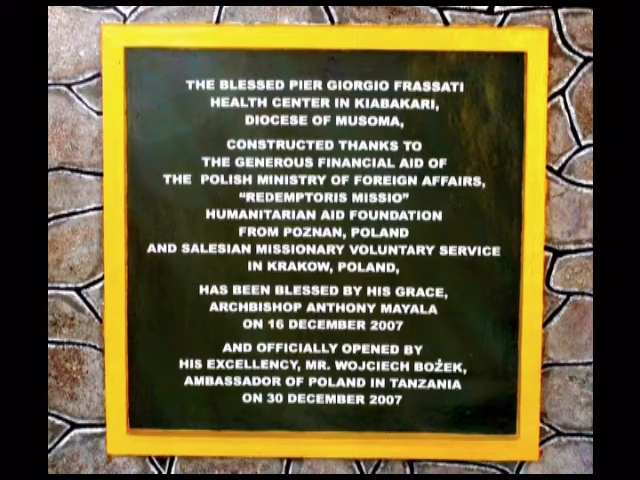 THE BLESSED PIER GIORGIO FRASSATI
HEALTH CENTER IN KIABAKARI,
DIOCESE OF MUSOMA,
CONSTRUCTED THANKS TO
THE GENEROUS FINANCIAL AID OF
THE POLISH MINISTRY OF FOREIGN AFFAIRS,
“REDEMPTORIS MISSIO”
HUMANITARIAN AID FOUNDATION
FROM POZNAN, POLAND
AND SALESIAN MISSIONARY VOLUNTARY SERVICE
IN KRAKOW, POLAND,
HAS BEEN BLESSED BY HIS GRACE,
ARCHBISHOP ANTHONY MAYALA
ON 16 DECEMBER 2007
AND OFFICIALLY OPENED BY
HIS EXCELLENCY, MR. WOJCIECH BOŻEK,
AMBASSADOR OF POLAND IN TANZANIA
ON 30 DECEMBER 2007